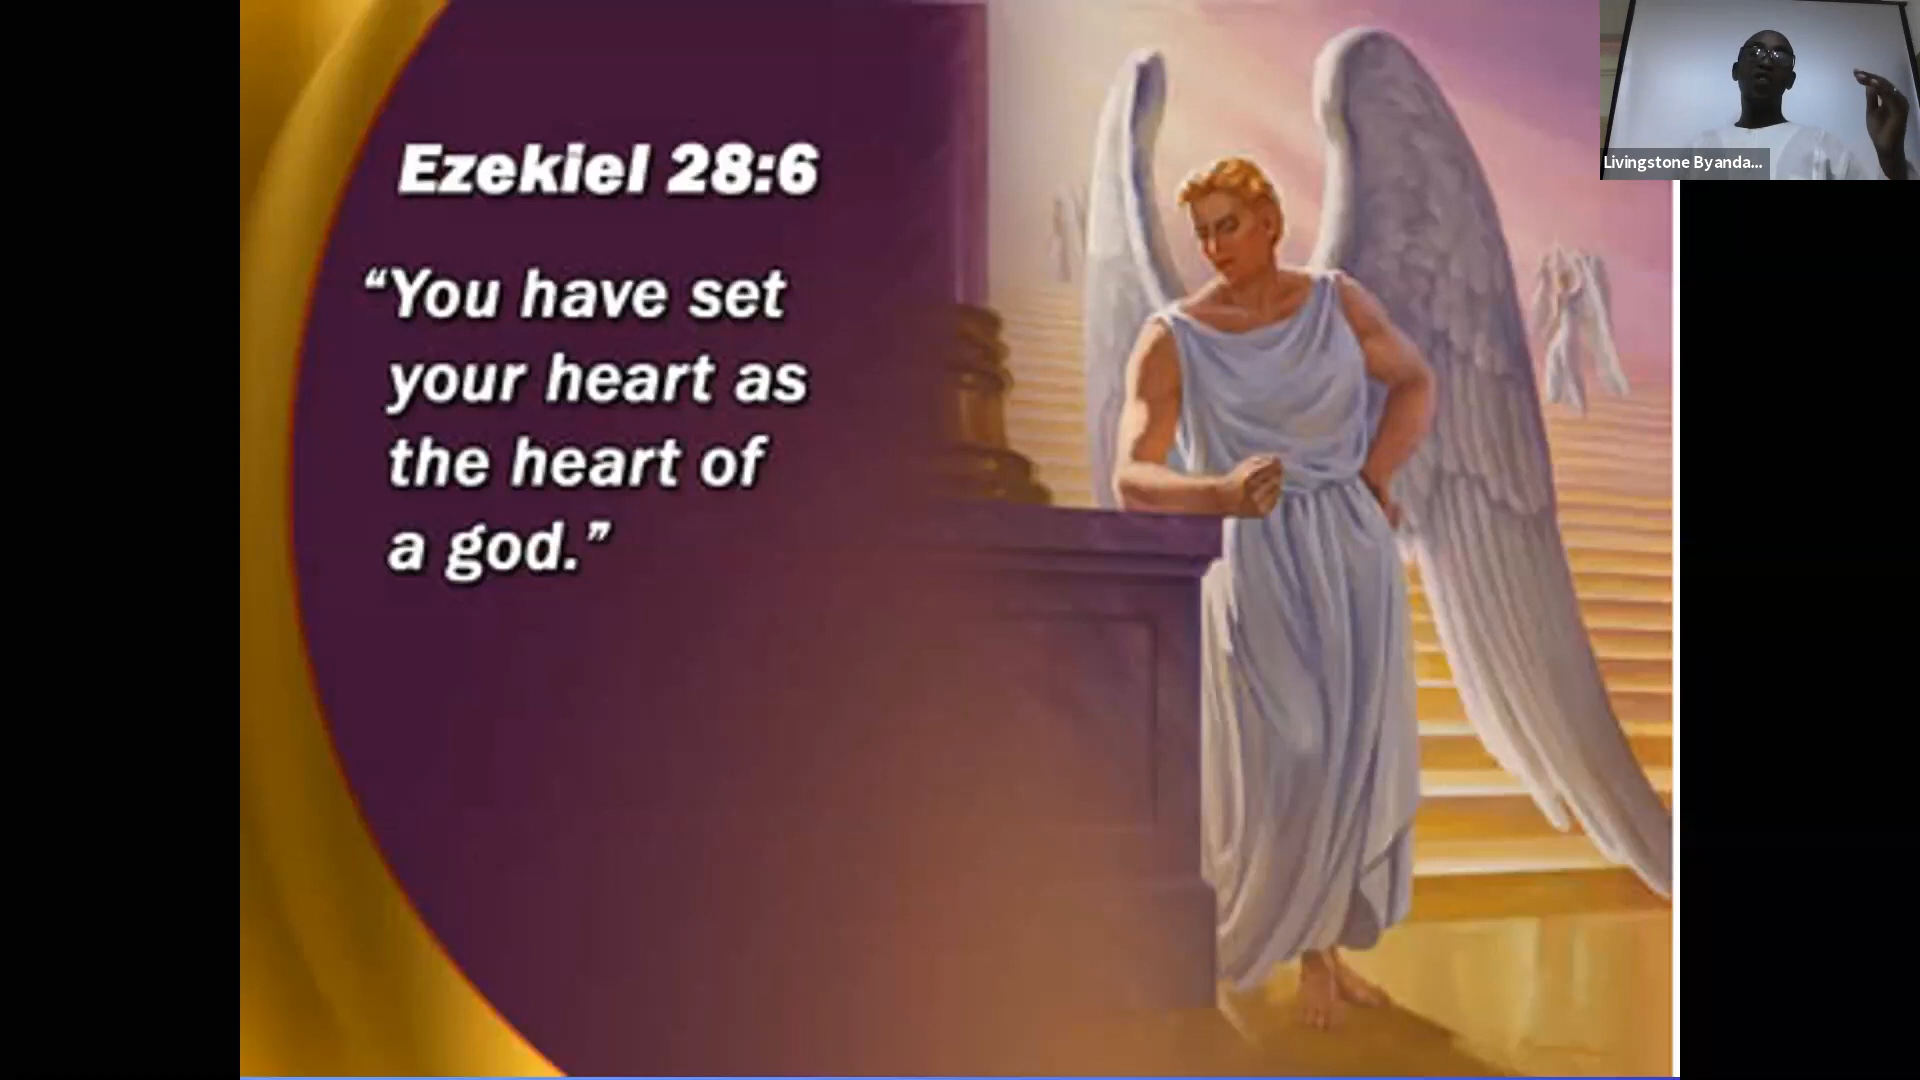 Ezekiel 28:6
“You have set
your heart as
the heart of
a god.”
Livingstone Byanda...